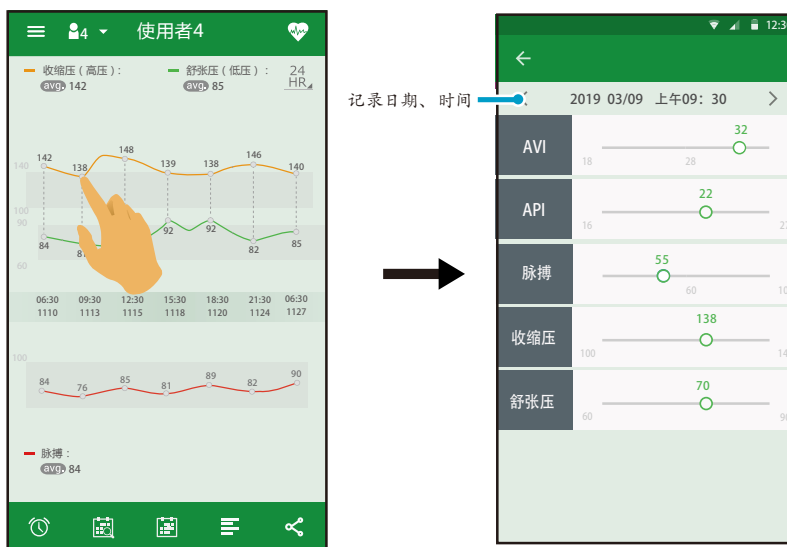 4 使用者4
收缩压（高压）：
avg. 142
舒张压（低压）：
avg. 85
24
HR
142 138 148 139 138 146 140
140
100
90
84 92 92 82 85
60
06:30 09:30 12:30 15:30 18:30 21:30 06:30
1110 1113 1115 1118 1120 1124 1127
100
84 76 85 81 89 82 90
脉搏：
avg. 84
记录日期、时间
12:30
2019 03/09 上午09：30
AVI
32
18 28
API
22
16
脉搏
55
60
收缩压
138
100
舒张压
70
60